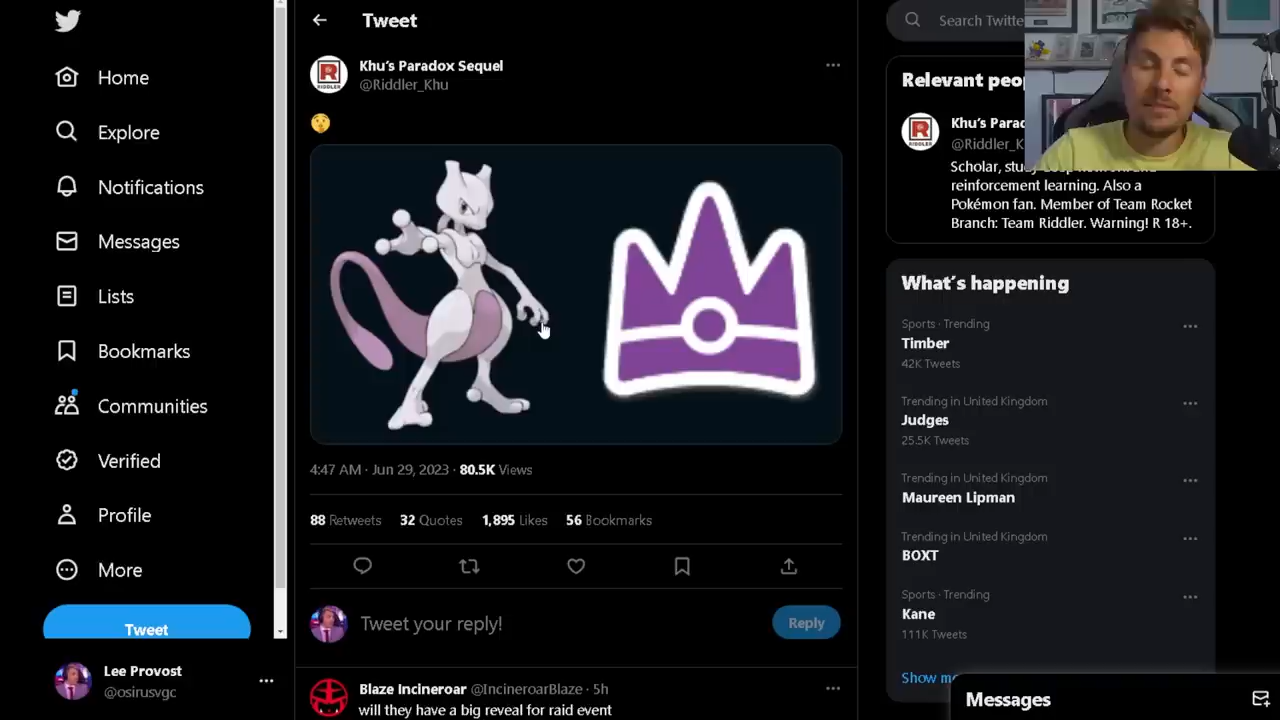 Tweet
Search Twitte
Home
Explore
Notifications
Messages
Lists
Bookmarks
Communities
Verified
Profile
More
Tweet
Lee Provost
@osirusvgc
RIDDLER
Khu's Paradox Sequel
@Riddler_Khu
4:47 AM · Jun 29, 2023 · 80.5K Views
88 Retweets 32 Quotes 1,895 Likes 56 Bookmarks
Tweet your reply!
Reply
Blaze Incineroar @IncineroarBlaze · 5h
will they have a big reveal for raid event
Relevant peo
RIDDLER
Khu's Parad
@Riddler_K
Scholar, study
reinforcement learning. Also a
Pokémon fan. Member of Team Rocket
Branch: Team Riddler. Warning! R 18+.
What's happening
Sports · Trending
Timber
42K Tweets
Trending in United Kingdom
Judges
25.5K Tweets
Trending in United Kingdom
Maureen Lipman
Trending in United Kingdom
BOXT
Sports · Trending
Kane
111K Tweets
Show mo
Messages